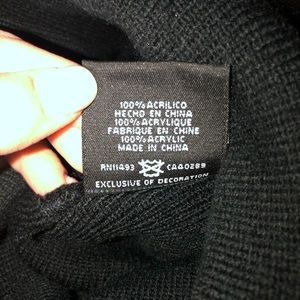 100% ACRILICO
HECHO EN CHINA
100% ACRYLIQUE
FABRIQUE EN CHINE
100% ACRYLIC
MADE IN CHINA
RN11493 CA40289
EXCLUSIVE OF DECORATION